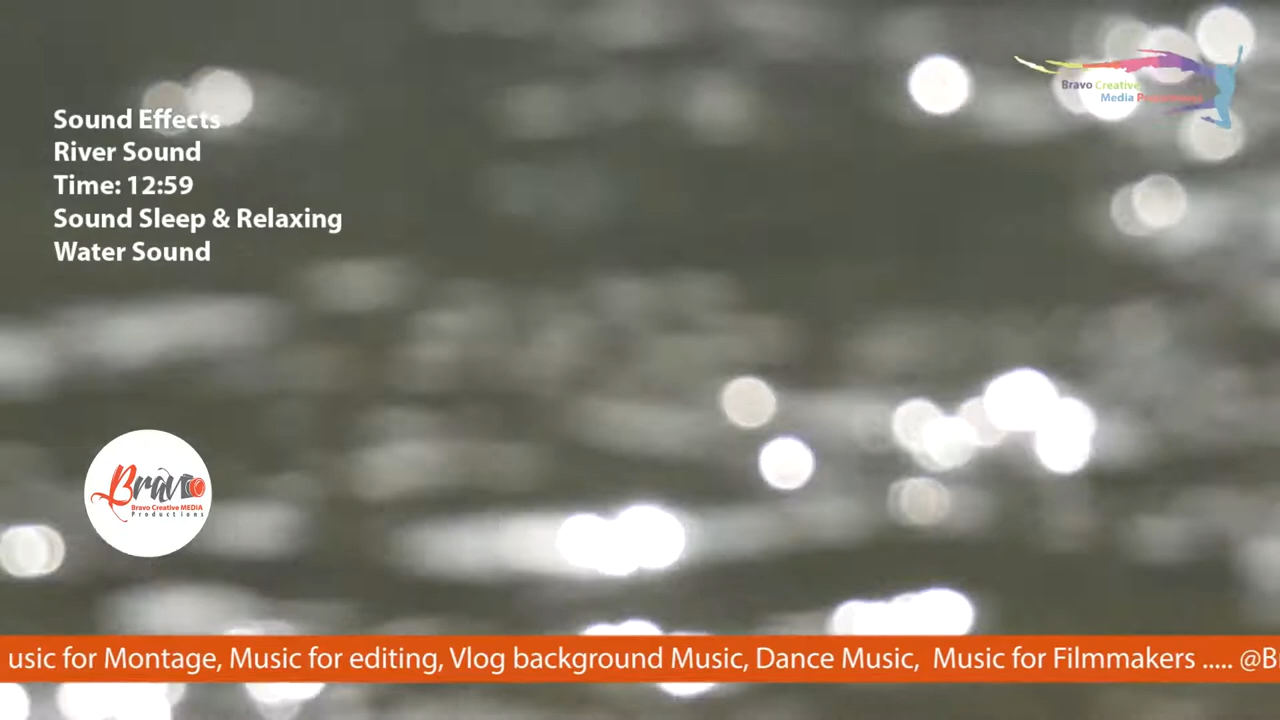 Sound Effects
River Sound
Time: 12:59
Sound Sleep & Relaxing
Water Sound
Bravo Creative
Media Productions
Bravo
Bravo Creative MEDIA
Productions
usic for Montage, Music for editing, Vlog background Music, Dance Music, Music for Filmmakers ..... @B